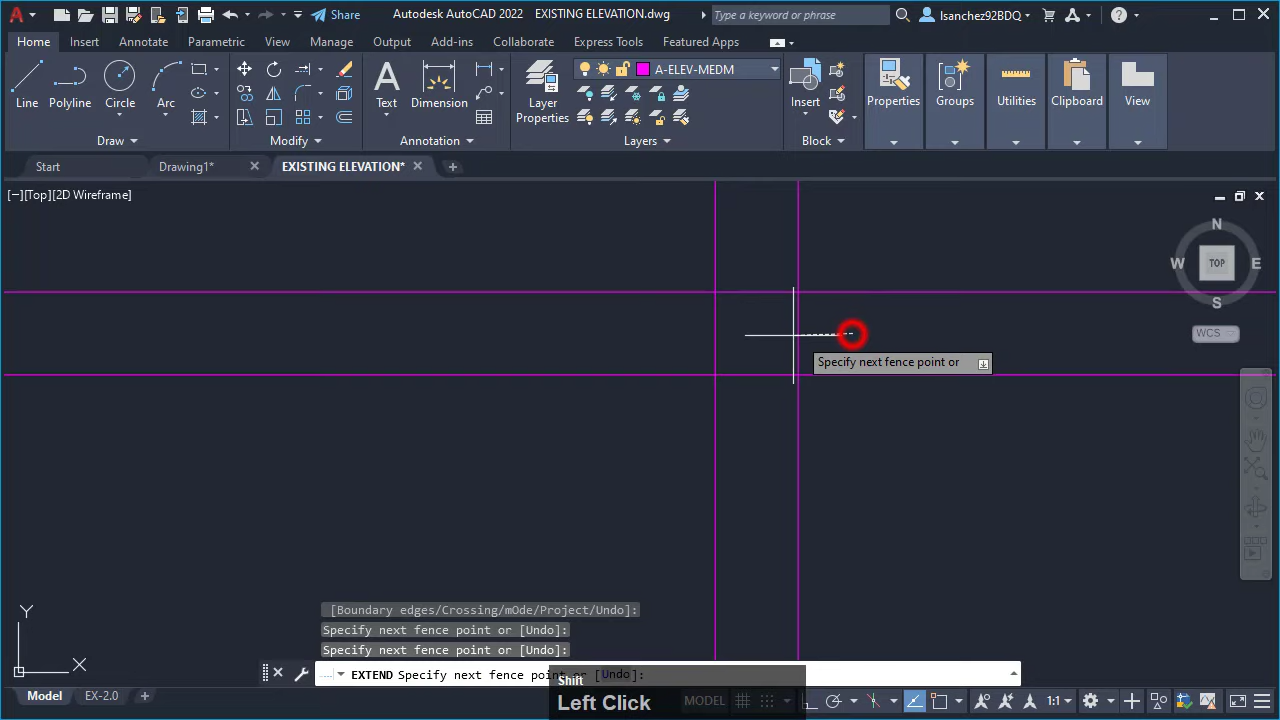 Share
Autodesk AutoCAD 2022 EXISTING ELEVATION.dwg
Type a keyword or phrase
lsanchez92BDQ
Home Insert Annotate Parametric View Manage Output Add-ins Collaborate Express Tools Featured Apps
A-ELEV-MEDM
Line Polyline Circle Arc
Text Dimension
Layer Properties
Insert
Properties Groups Utilities Clipboard View
Draw Modify Annotation Layers Block
Start Drawing1* EXISTING ELEVATION*
[−][Top][2D Wireframe]
N
W TOP E
S
WCS
Specify next fence point or
Y
X
[Boundary edges/Crossing/mOde/Project/Undo]:
Specify next fence point or [Undo]:
Specify next fence point or [Undo]:
EXTEND Specify next fence point or [Undo]:
Shift
Left Click
Model EX-2.0
MODEL
1:1